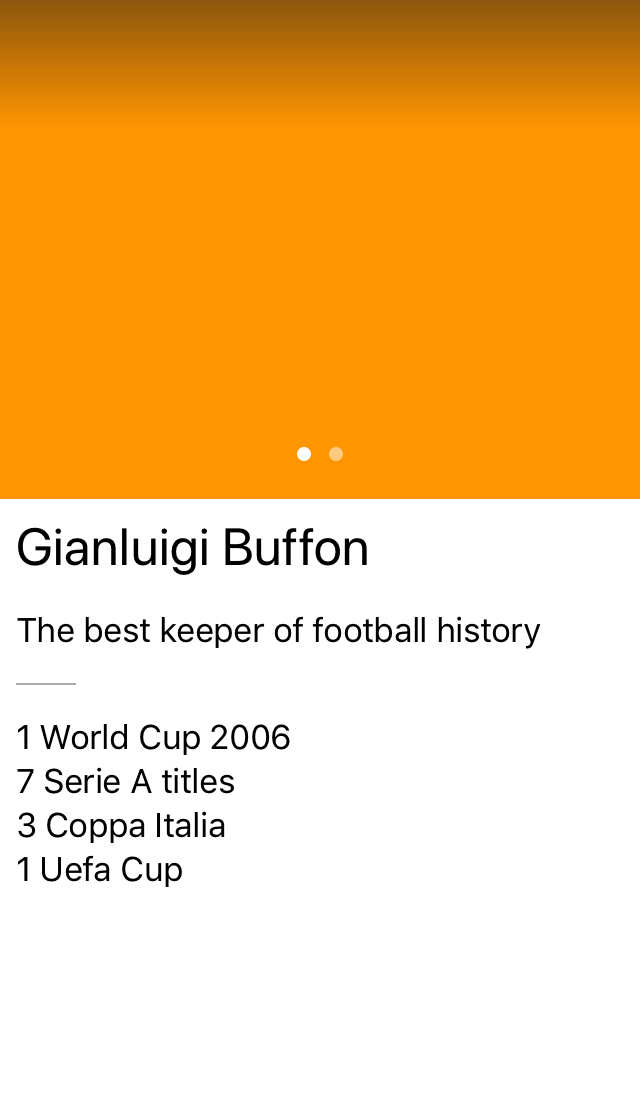 Gianluigi Buffon
The best keeper of football history
1 World Cup 2006
7 Serie A titles
3 Coppa Italia
1 Uefa Cup